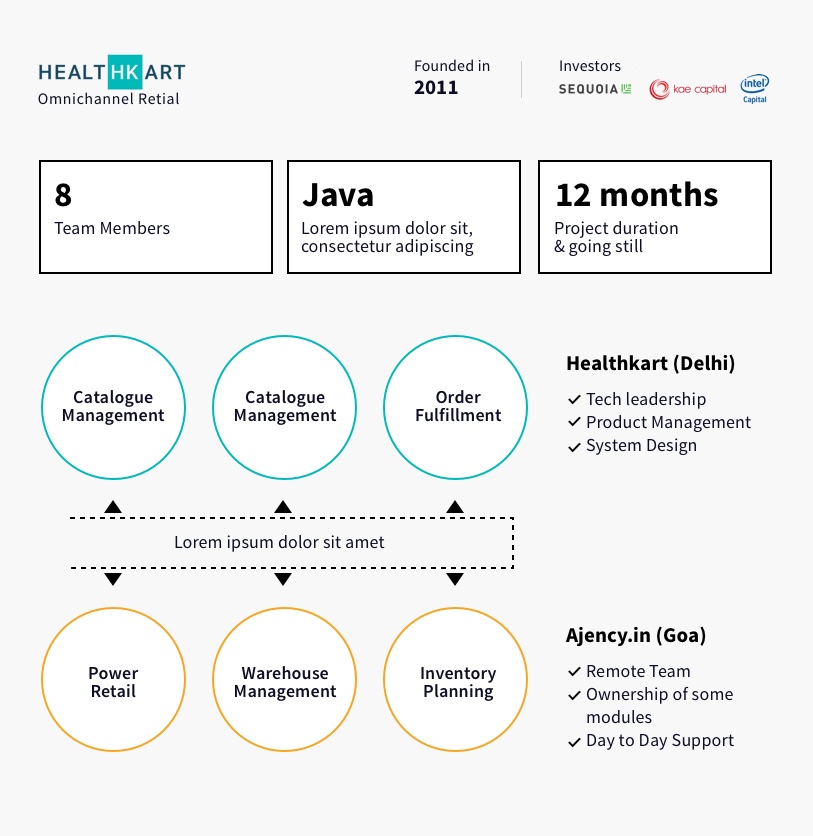 HEALTHKART
Omnichannel Retial
Founded in
2011
Investors
SEQUOIA
kae capital
intel
Capital
8
Team Members
Java
Lorem ipsum dolor sit,
consectetur adipiscing
12 months
Project duration
& going still
Catalogue
Management
Catalogue
Management
Order
Fulfillment
Healthkart (Delhi)
Tech leadership
Product Management
System Design
Lorem ipsum dolor sit amet
Power
Retail
Warehouse
Management
Inventory
Planning
Ajency.in (Goa)
Remote Team
Ownership of some
modules
Day to Day Support